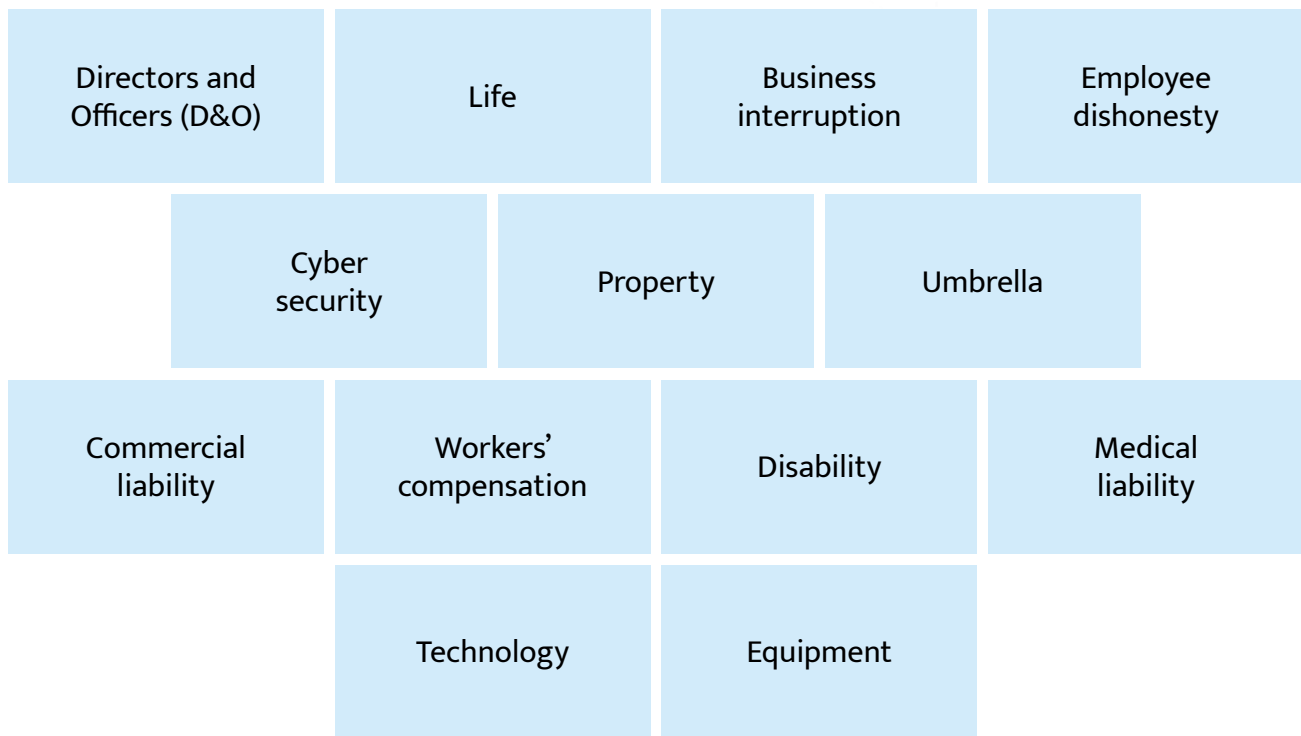 Directors and
Officers (D&O)
Life
Business
interruption
Employee
dishonesty
Cyber
security
Property
Umbrella
Commercial
liability
Workers’
compensation
Disability
Medical
liability
Technology
Equipment